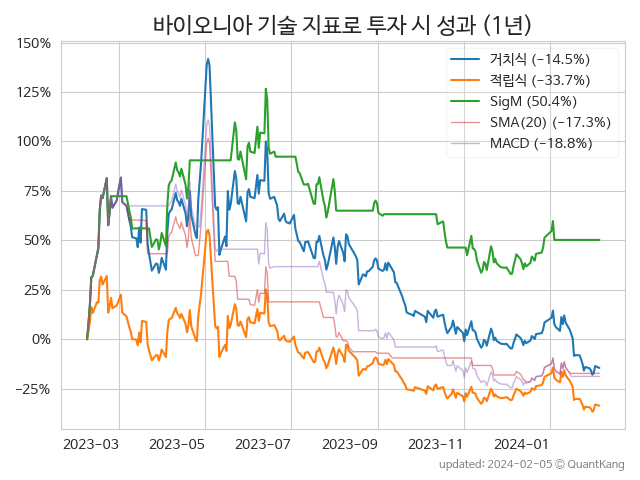 바이오니아 기술 지표로 투자 시 성과 (1년)
150%
125%
100%
75%
50%
25%
0%
−25%
거치식 (−14.5%)
적립식 (−33.7%)
SigM (50.4%)
SMA(20) (−17.3%)
MACD (−18.8%)
2023-03 2023-05 2023-07 2023-09 2023-11 2024-01
updated: 2024-02-05 © QuantKang